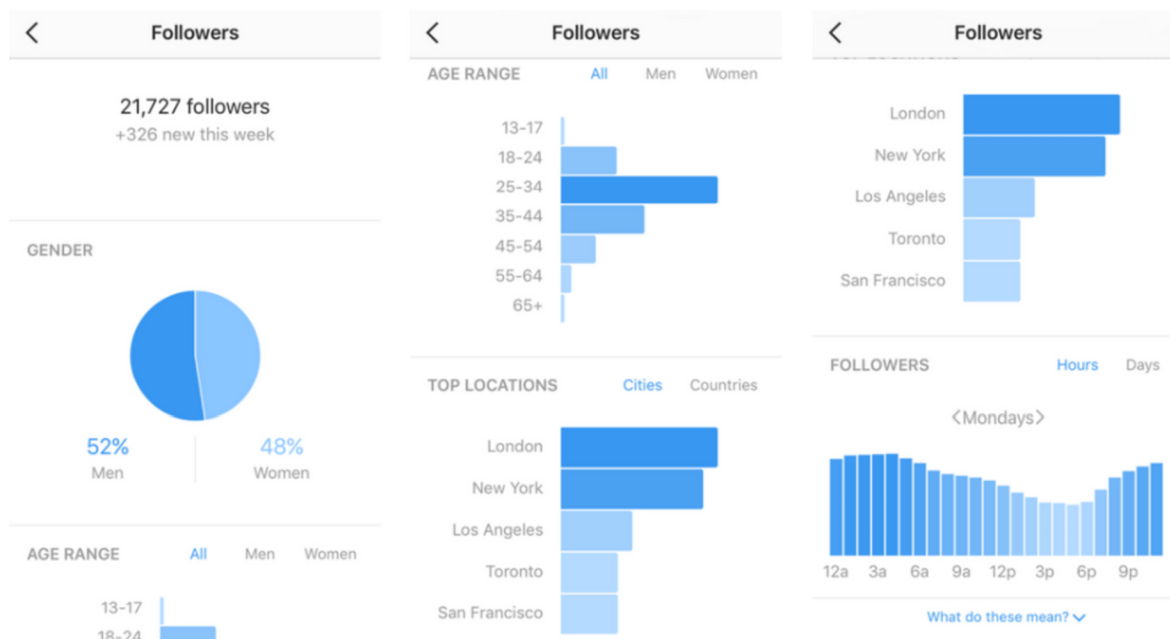 Followers
21,727 followers
+326 new this week
GENDER
52% 48%
Men Women
AGE RANGE All Men Women
13-17
18-24
Followers
AGE RANGE All Men Women
13-17
18-24
25-34
35-44
45-54
55-64
65+
TOP LOCATIONS Cities Countries
London
New York
Los Angeles
Toronto
San Francisco
Followers
London
New York
Los Angeles
Toronto
San Francisco
FOLLOWERS Hours Days
<Mondays>
12a 3a 6a 9a 12p 3p 6p 9p
What do these mean?